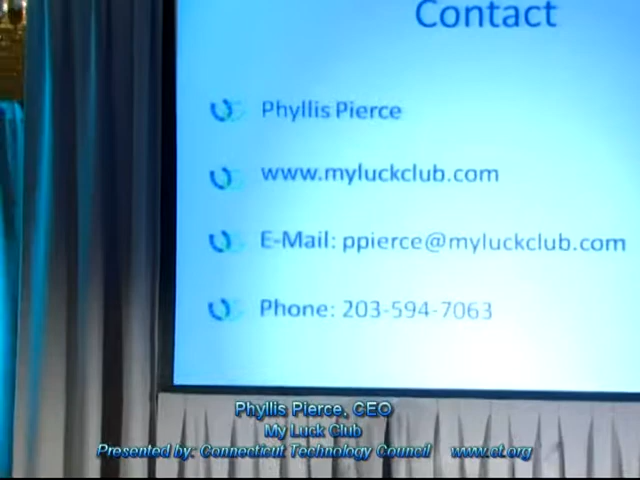 Contact
Phyllis Pierce
www.myluckclub.com
E-Mail: ppierce@myluckclub.com
Phone: 203-594-7063
Phyllis Pierce, CEO
My Luck Club
Presented by: Connecticut Technology Council www.ct.org